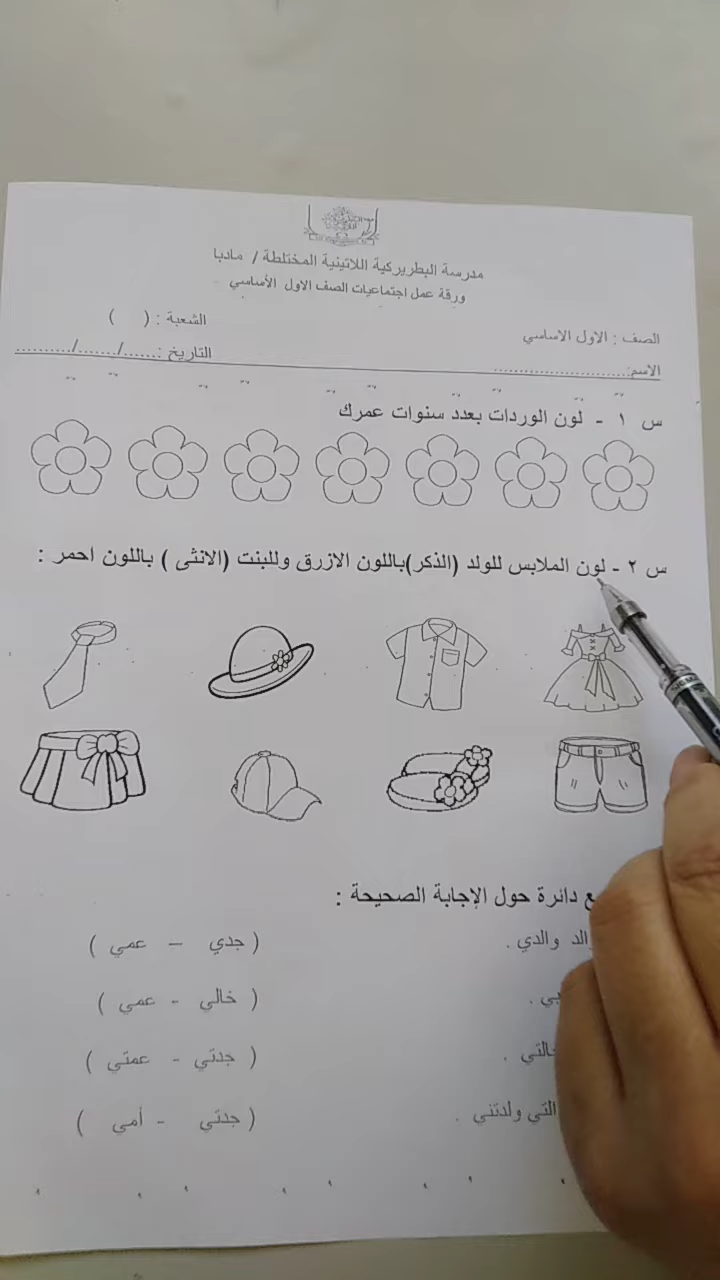 مدرسة البطريركية اللاتينية المختلطة / مادبا
ورقة عمل اجتماعيات الصف الاول الأساسي
الصف : الاول الاساسي الشعبة : ( )
الاسم:............................ التاريخ :....../......./..........
س ١ - لون الوردات بعدد سنوات عمرك
س ٢ - لون الملابس للولد (الذكر)باللون الازرق وللبنت (الانثى ) باللون احمر :
دائرة حول الإجابة الصحيحة :
والدي . ( جدي – عمي )
( خالي - عمي )
( جدتي - عمتي )
التي ولدتني . ( جدتي - أمي )